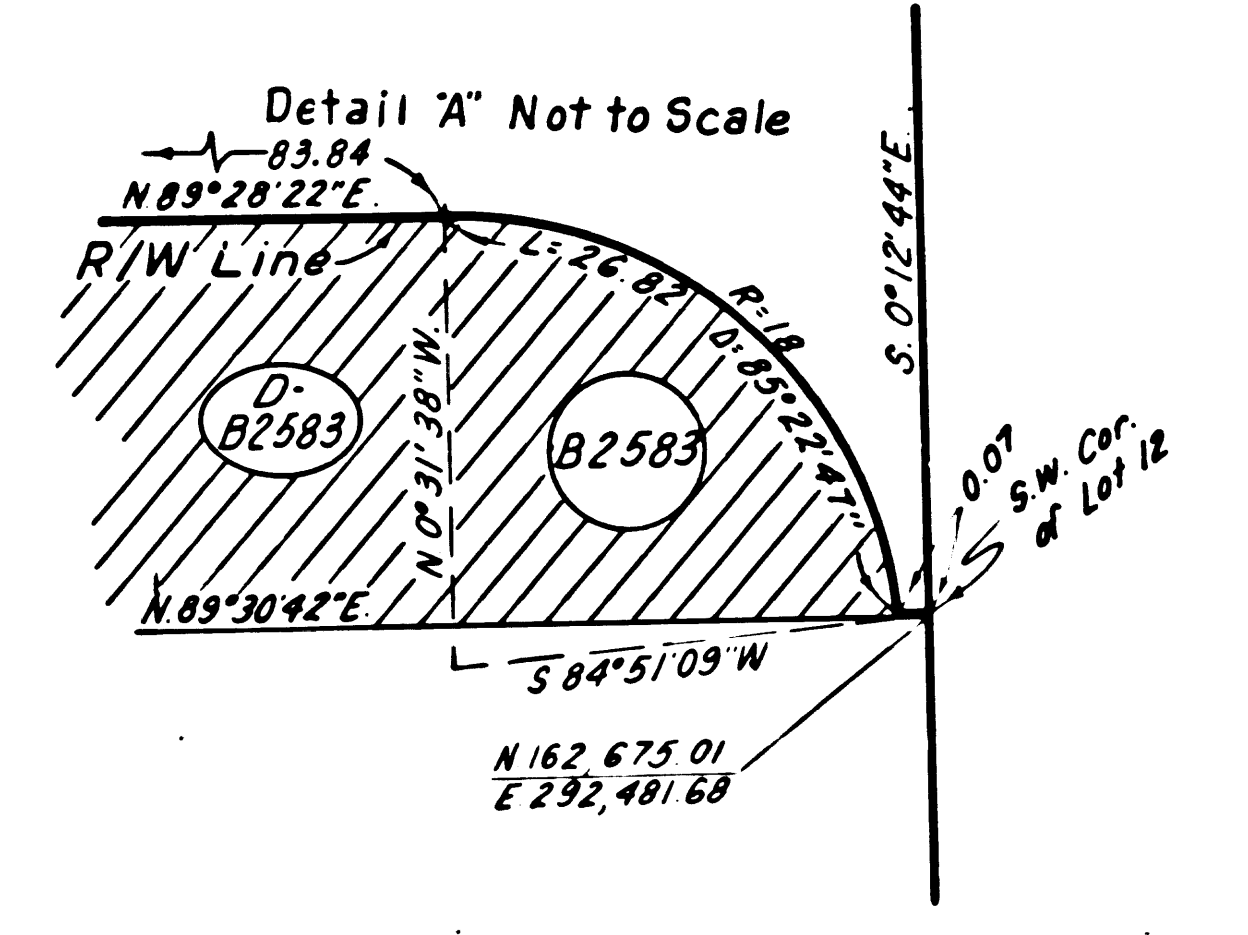 Detail "A" Not to Scale
83.84
N.89°28'22"E.
R/W Line
L= 26.82
R=18
D=85°22'47"
S. 0°12'44"E.
N 0°31'38"W.
D-
B2583
B2583
0.07
S.W. Cor.
of Lot 12
N.89°30'42"E.
S 84°51'09"W
N 162,675.01
E 292,481.68